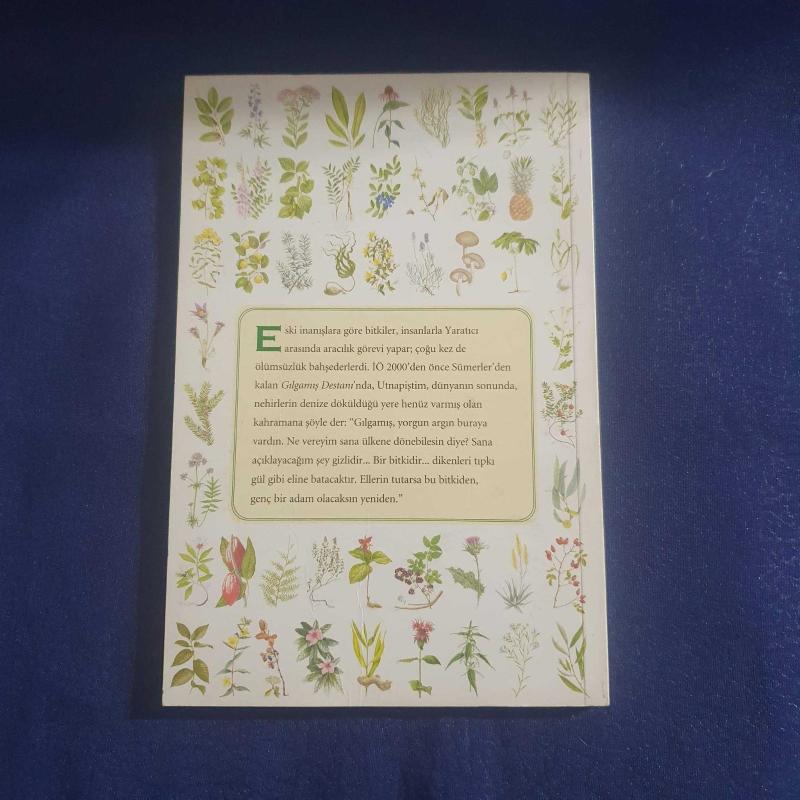 Eski inanışlara göre bitkiler, insanlarla Yaratıcı
arasında aracılık görevi yapar; çoğu kez de
ölümsüzlük bahşederlerdi. İÖ 2000'den önce Sümerler'den
kalan Gılgamış Destanı'nda, Utnapiştim, dünyanın sonunda,
nehirlerin denize döküldüğü yere henüz varmış olan
kahramana şöyle der: "Gılgamış, yorgun argın buraya
vardın. Ne vereyim sana ülkene dönebilesin diye? Sana
açıklayacağım şey gizlidir... Bir bitkidir... dikenleri tıpkı
gül gibi eline batacaktır. Ellerin tutarsa bu bitkiden,
genç bir adam olacaksın yeniden."